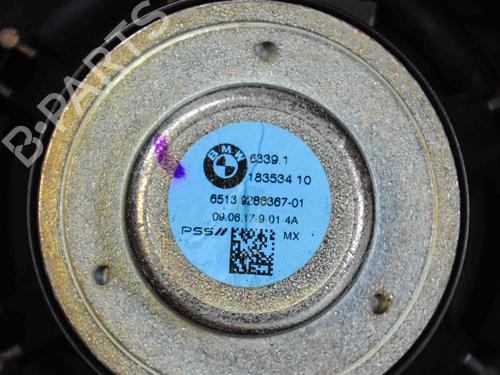 B-PARTS
BMW
6339.1
183534 10
6513 9286367-01
09.06.17-9-01 4A
PSS// MX